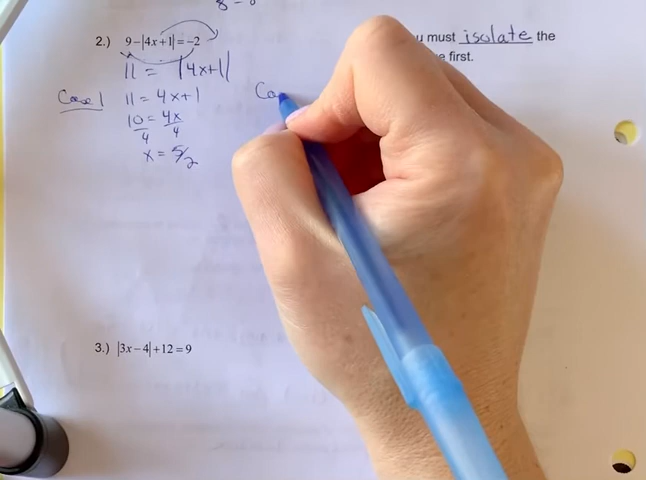 2.) 9-|4x+1|=-2
u must isolate the
e first.
11 = |4x+1|
Case 1 11 = 4x+1
Ca
10 = 4x
4 4
x = 5/2
3.) |3x-4|+12=9